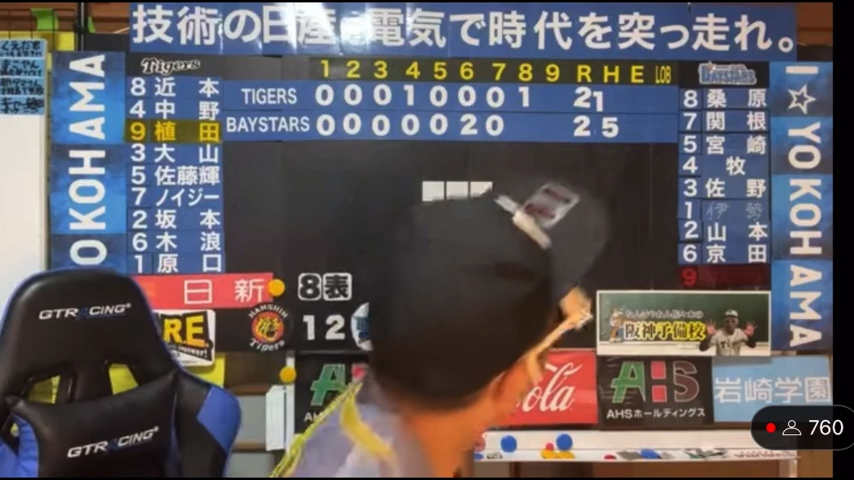 技術の日産 電気で時代を突っ走れ。
YOKOHAMA
Tigers
8 近本
4 中野
9 植田
3 大山
5 佐藤輝
7 ノイジー
2 坂本
6 木浪
1 原口
1 2 3 4 5 6 7 8 9 R H E LOB
TIGERS 0 0 0 1 0 0 0 1 2 1
BAYSTARS 0 0 0 0 0 2 0 2 5
BayStars
8 桑原
7 関根
5 宮崎
4 牧
3 佐野
1 伊勢
2 山本
6 京田
9
I☆YOKOHAMA
日新
8表
12
HANSHIN Tigers
阪神予備校
GTRACING
GTRACING
Cola
AHS
AHSホールディングス
岩崎学園
760